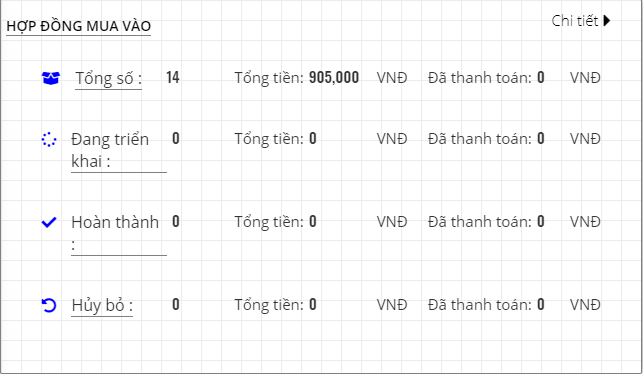 HỢP ĐỒNG MUA VÀO
Chi tiết
Tổng số : 14 Tổng tiền: 905,000 VNĐ Đã thanh toán: 0 VNĐ
Đang triển khai : 0 Tổng tiền: 0 VNĐ Đã thanh toán: 0 VNĐ
Hoàn thành : 0 Tổng tiền: 0 VNĐ Đã thanh toán: 0 VNĐ
Hủy bỏ : 0 Tổng tiền: 0 VNĐ Đã thanh toán: 0 VNĐ